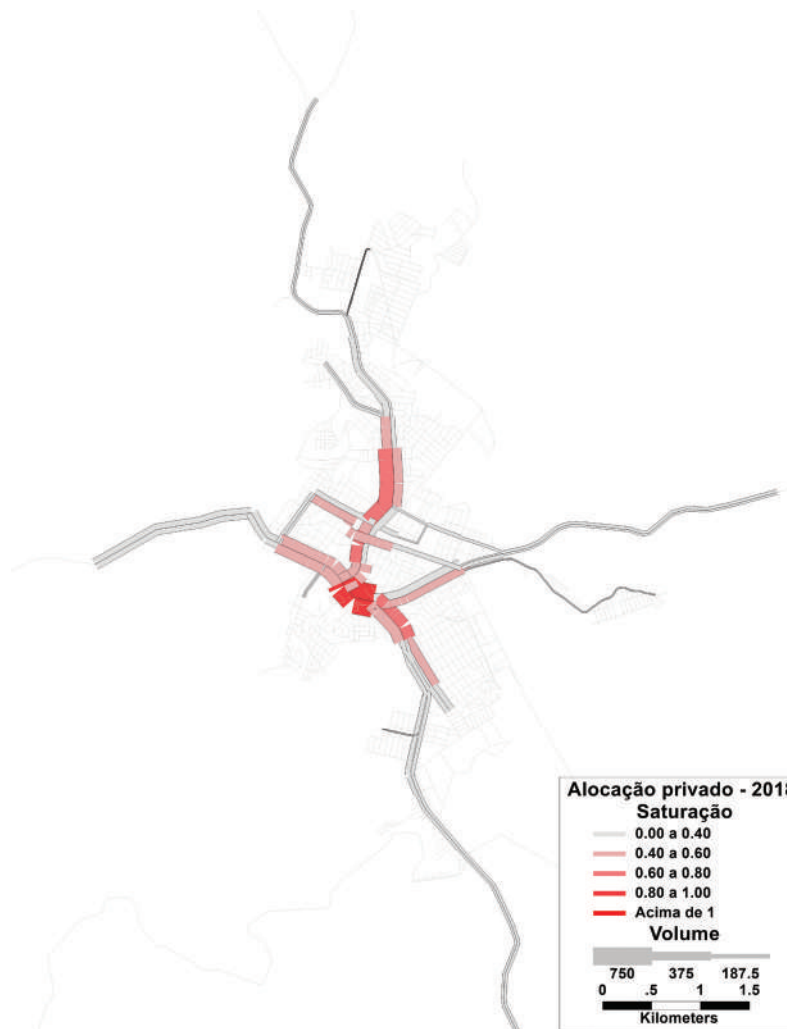 Alocação privado - 2018
Saturação
0.00 a 0.40
0.40 a 0.60
0.60 a 0.80
0.80 a 1.00
Acima de 1
Volume
750 375 187.5
0 .5 1 1.5
Kilometers